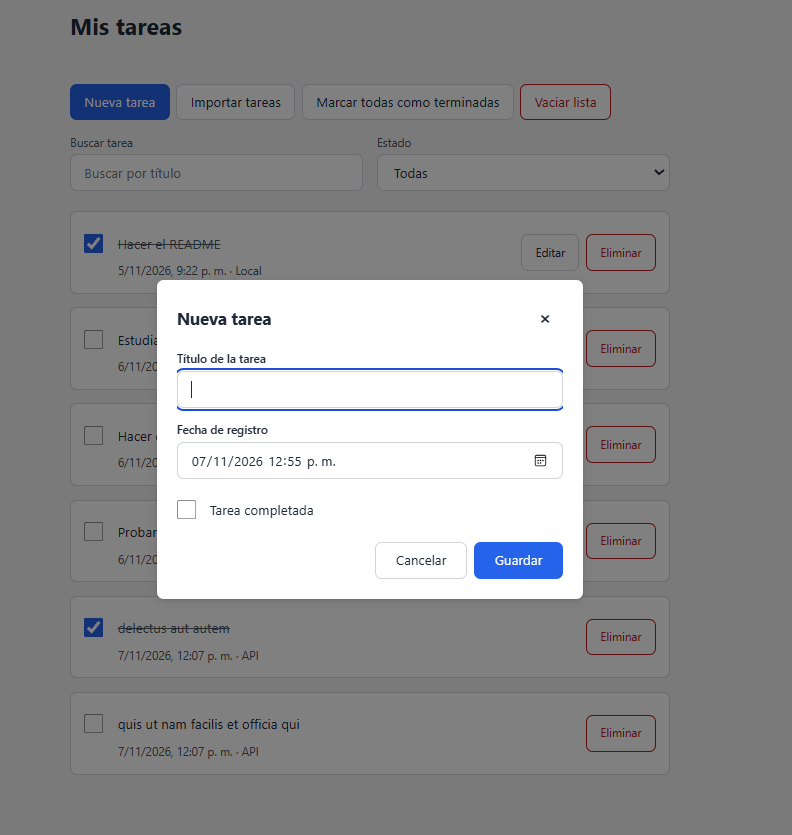 Mis tareas
Nueva tarea Importar tareas Marcar todas como terminadas Vaciar lista
Buscar tarea Estado
Buscar por título Todas
Hacer el README Editar Eliminar
5/11/2026, 9:22 p. m. · Local
Nueva tarea ×
Título de la tarea
Fecha de registro
07/11/2026 12:55 p. m.
Tarea completada
Cancelar Guardar
Eliminar
6/11/20
Hacer Eliminar
6/11/20
Probar Eliminar
6/11/20
delectus aut autem Eliminar
7/11/2026, 12:07 p. m. · API
quis ut nam facilis et officia qui Eliminar
7/11/2026, 12:07 p. m. · API